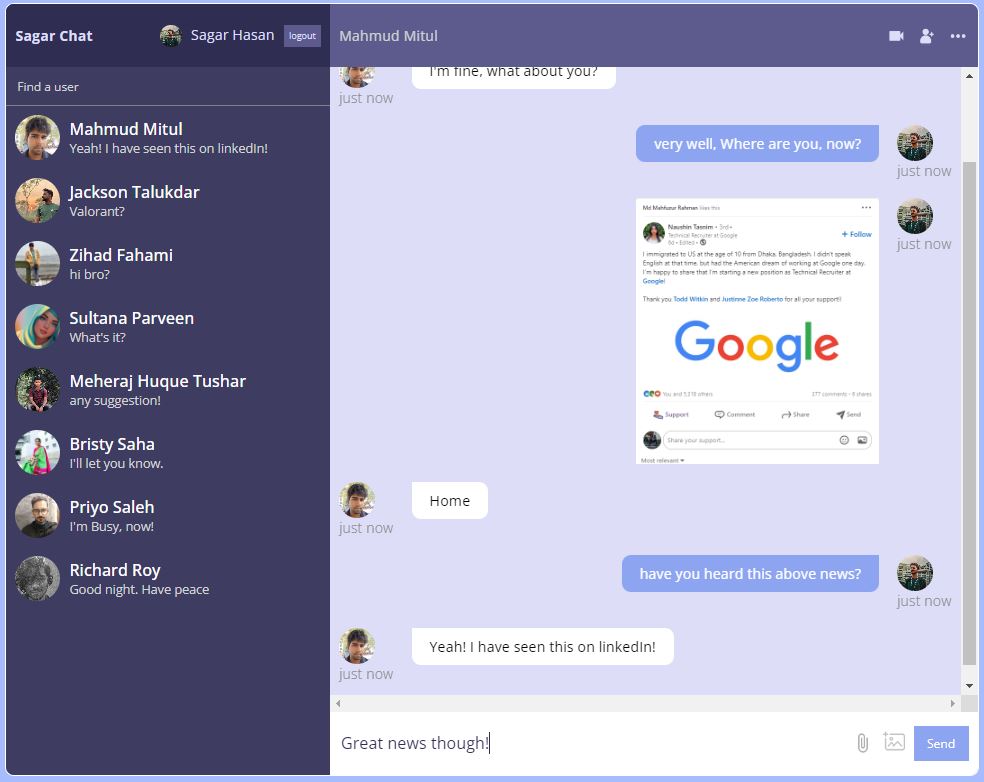 Sagar Chat
Sagar Hasan
logout
Find a user
Mahmud Mitul
Yeah! I have seen this on linkedIn!
Jackson Talukdar
Valorant?
Zihad Fahami
hi bro?
Sultana Parveen
What's it?
Meheraj Huque Tushar
any suggestion!
Bristy Saha
I'll let you know.
Priyo Saleh
I'm Busy, now!
Richard Roy
Good night. Have peace
Mahmud Mitul
I'm fine, what about you?
just now
very well, Where are you, now?
just now
Md Mahfuzur Rahman likes this
Naushin Tasnim • 3rd+
Technical Recruiter at Google
6d • Edited •
+ Follow
I immigrated to US at the age of 10 from Dhaka, Bangladesh. I didn't speak
English at that time, but had the American dream of working at Google one day.
I'm happy to share that I'm starting a new position as Technical Recruiter at
Google!
Thank you Todd Witkin and Justinne Zoe Roberto for all your support!!
Google
You and 5,218 others
377 comments • 8 shares
Support
Comment
Share
Send
Share your support...
Most relevant
just now
Home
just now
have you heard this above news?
just now
Yeah! I have seen this on linkedIn!
just now
Great news though!
Send